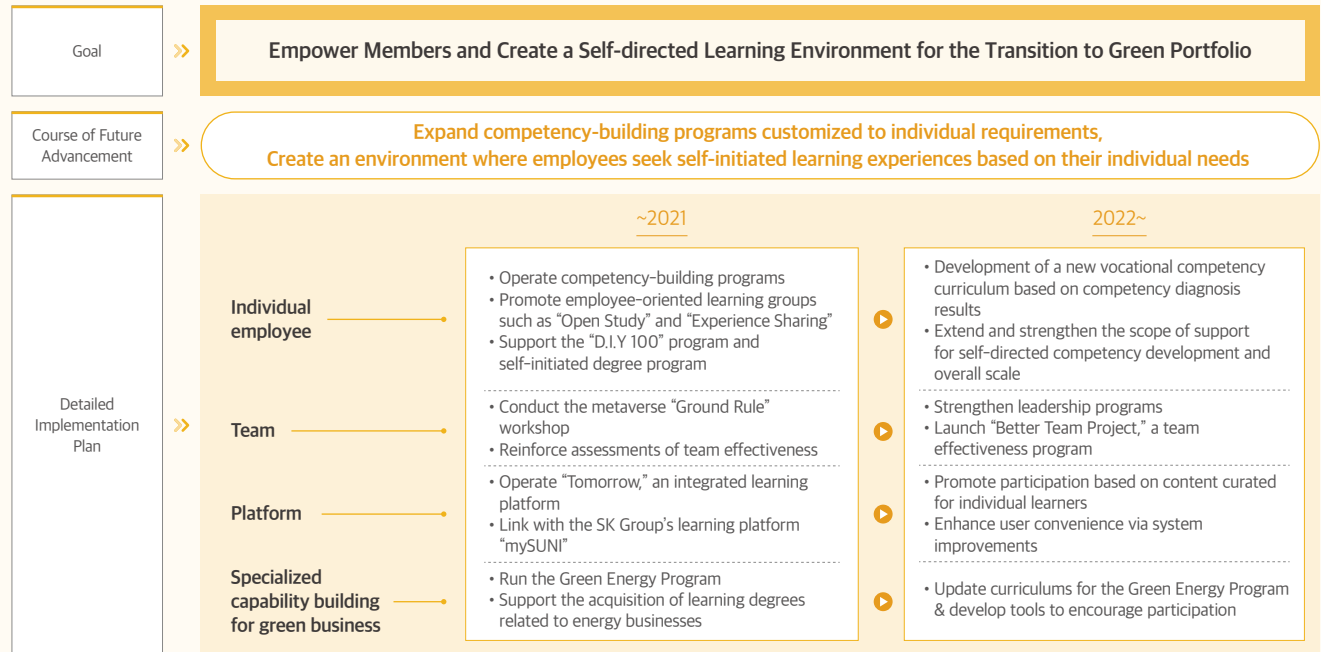 Goal
Empower Members and Create a Self-directed Learning Environment for the Transition to Green Portfolio
Course of Future
Advancement
Expand competency-building programs customized to individual requirements,
Create an environment where employees seek self-initiated learning experiences based on their individual needs
Detailed
Implementation
Plan
~2021
2022~
Individual
employee
• Operate competency-building programs
• Promote employee-oriented learning groups
such as “Open Study” and “Experience Sharing”
• Support the “D.I.Y 100” program and
self-initiated degree program
• Development of a new vocational competency
curriculum based on competency diagnosis
results
• Extend and strengthen the scope of support
for self-directed competency development and
overall scale
Team
• Conduct the metaverse “Ground Rule”
workshop
• Reinforce assessments of team effectiveness
• Strengthen leadership programs
• Launch “Better Team Project,” a team
effectiveness program
Platform
• Operate “Tomorrow,” an integrated learning
platform
• Link with the SK Group’s learning platform
“mySUNI”
• Promote participation based on content curated
for individual learners
• Enhance user convenience via system
improvements
Specialized
capability building
for green business
• Run the Green Energy Program
• Support the acquisition of learning degrees
related to energy businesses
• Update curriculums for the Green Energy Program
& develop tools to encourage participation